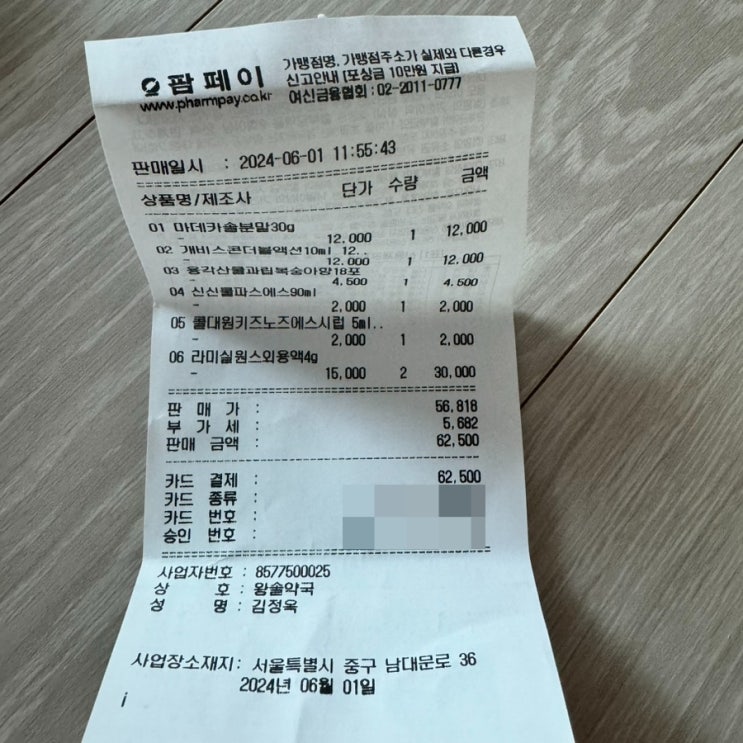 팜페이
www.pharmpay.co.kr
가맹점명, 가맹점주소가 실제와 다른경우
신고안내 [포상금 10만원 지급]
여신금융협회 : 02-2011-0777
판매일시 : 2024-06-01 11:55:43
상품명/제조사 단가 수량 금액
01 마데카솔분말30g
- 12,000 1 12,000
02 개비스콘더블액션10ml 12..
- 12,000 1 12,000
03 용각산쿨과립복숭아향18포
- 4,500 1 4,500
04 신신물파스에스90ml
- 2,000 1 2,000
05 콜대원키즈노즈에스시럽 5ml..
- 2,000 1 2,000
06 라미실원스외용액4g
- 15,000 2 30,000
판 매 가 : 56,818
부 가 세 : 5,682
판매 금액 : 62,500
카드 결제 : 62,500
카드 종류 :
카드 번호 :
승인 번호 :
사업자번호 : 8577500025
상 호 : 왕솔약국
성 명 : 김정옥
사업장소재지: 서울특별시 중구 남대문로 36
2024년 06월 01일
i